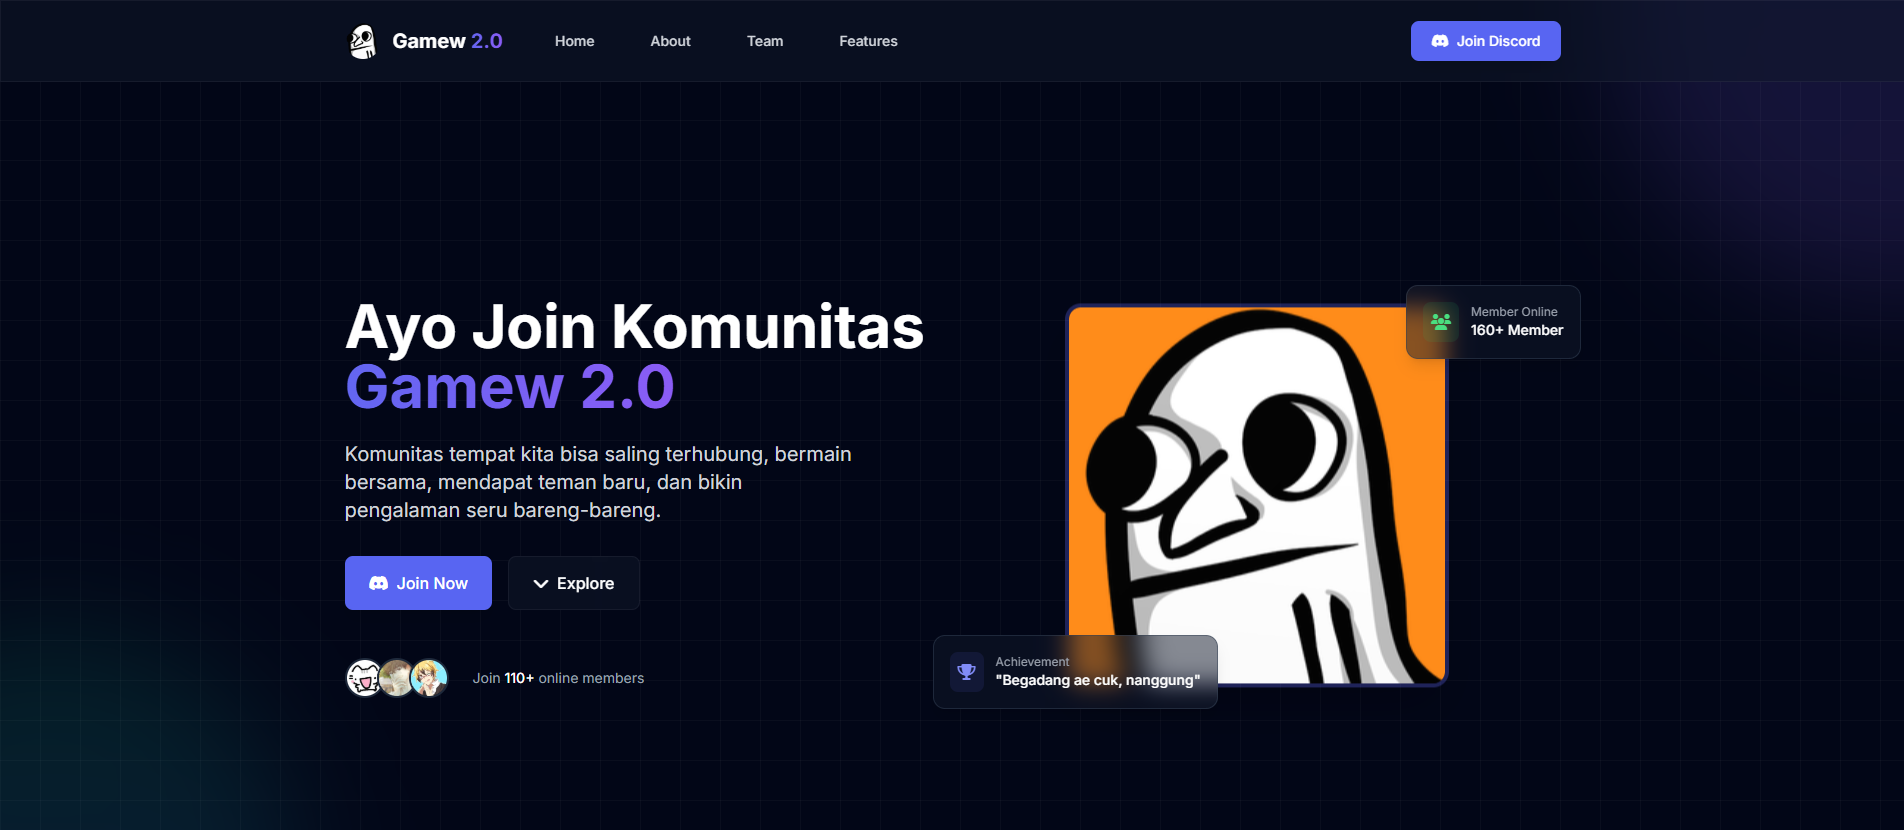 Gamew 2.0
Home
About
Team
Features
Join Discord
Ayo Join Komunitas
Gamew 2.0
Komunitas tempat kita bisa saling terhubung, bermain
bersama, mendapat teman baru, dan bikin
pengalaman seru bareng-bareng.
Join Now
Explore
Join 110+ online members
Member Online
160+ Member
Achievement
"Begadang ae cuk, nanggung"